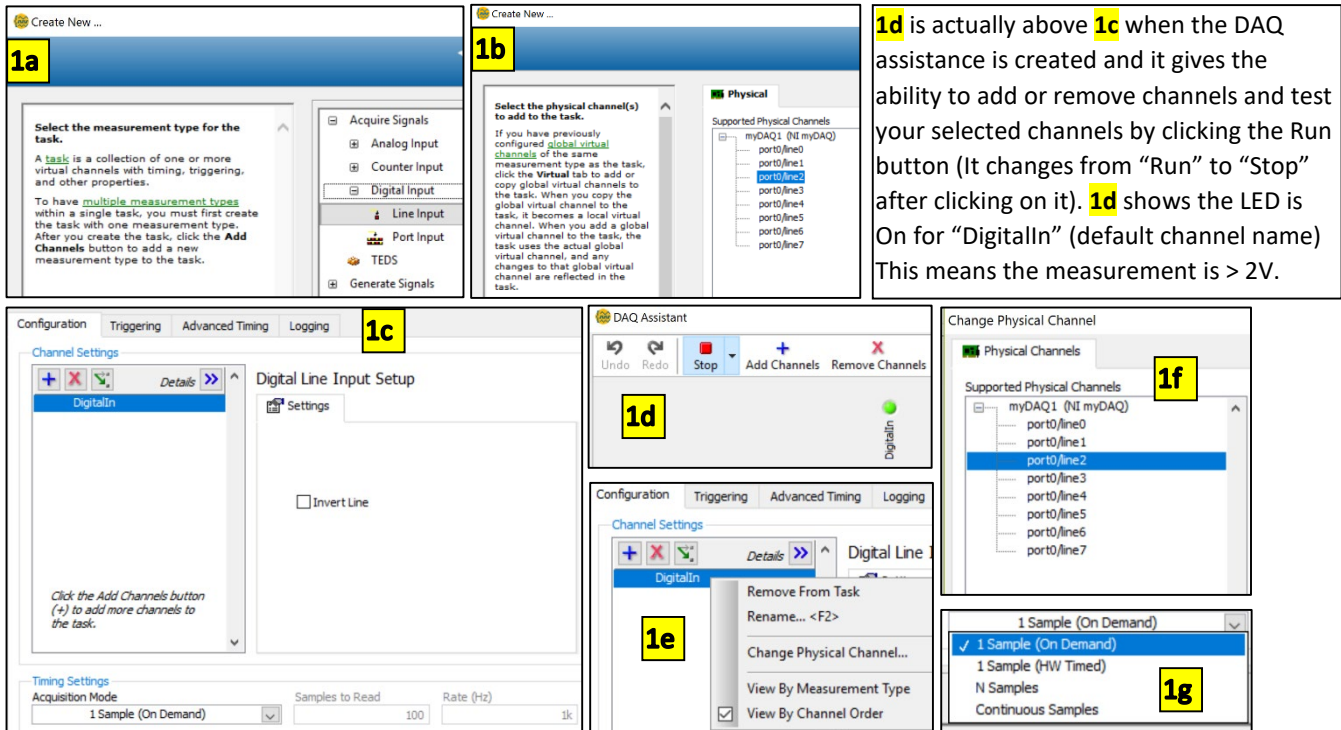 Create New ...
1a
Select the measurement type for the
task.
A task is a collection of one or more
virtual channels with timing, triggering,
and other properties.
To have multiple measurement types
within a single task, you must first create
the task with one measurement type.
After you create the task, click the Add
Channels button to add a new
measurement type to the task.
Acquire Signals
Analog Input
Counter Input
Digital Input
Line Input
Port Input
TEDS
Generate Signals
Create New ...
1b
Select the physical channel(s)
to add to the task.
If you have previously
configured global virtual
channels of the same
measurement type as the task,
click the Virtual tab to add or
copy global virtual channels to
the task. When you copy the
global virtual channel to the
task, it becomes a local virtual
channel. When you add a global
virtual channel to the task, the
task uses the actual global
virtual channel, and any
changes to that global virtual
channel are reflected in the
task.
Physical
Supported Physical Channels
myDAQ1 (NI myDAQ)
port0/line0
port0/line1
port0/line2
port0/line3
port0/line4
port0/line5
port0/line6
port0/line7
1d is actually above 1c when the DAQ
assistance is created and it gives the
ability to add or remove channels and test
your selected channels by clicking the Run
button (It changes from “Run” to “Stop”
after clicking on it). 1d shows the LED is
On for “DigitalIn” (default channel name)
This means the measurement is > 2V.
Configuration Triggering Advanced Timing Logging
1c
Channel Settings
Details
DigitalIn
Click the Add Channels button
(+) to add more channels to
the task.
Digital Line Input Setup
Settings
Invert Line
Timing Settings
Acquisition Mode Samples to Read Rate (Hz)
1 Sample (On Demand) 100 1k
DAQ Assistant
Undo Redo Stop Add Channels Remove Channels
1d
DigitalIn
Configuration Triggering Advanced Timing Logging
Channel Settings
Details
Digital Line I
DigitalIn
1e
Remove From Task
Rename... <F2>
Change Physical Channel...
View By Measurement Type
View By Channel Order
Change Physical Channel
Physical Channels
1f
Supported Physical Channels
myDAQ1 (NI myDAQ)
port0/line0
port0/line1
port0/line2
port0/line3
port0/line4
port0/line5
port0/line6
port0/line7
1 Sample (On Demand)
1 Sample (On Demand)
1 Sample (HW Timed)
N Samples
Continuous Samples
1g